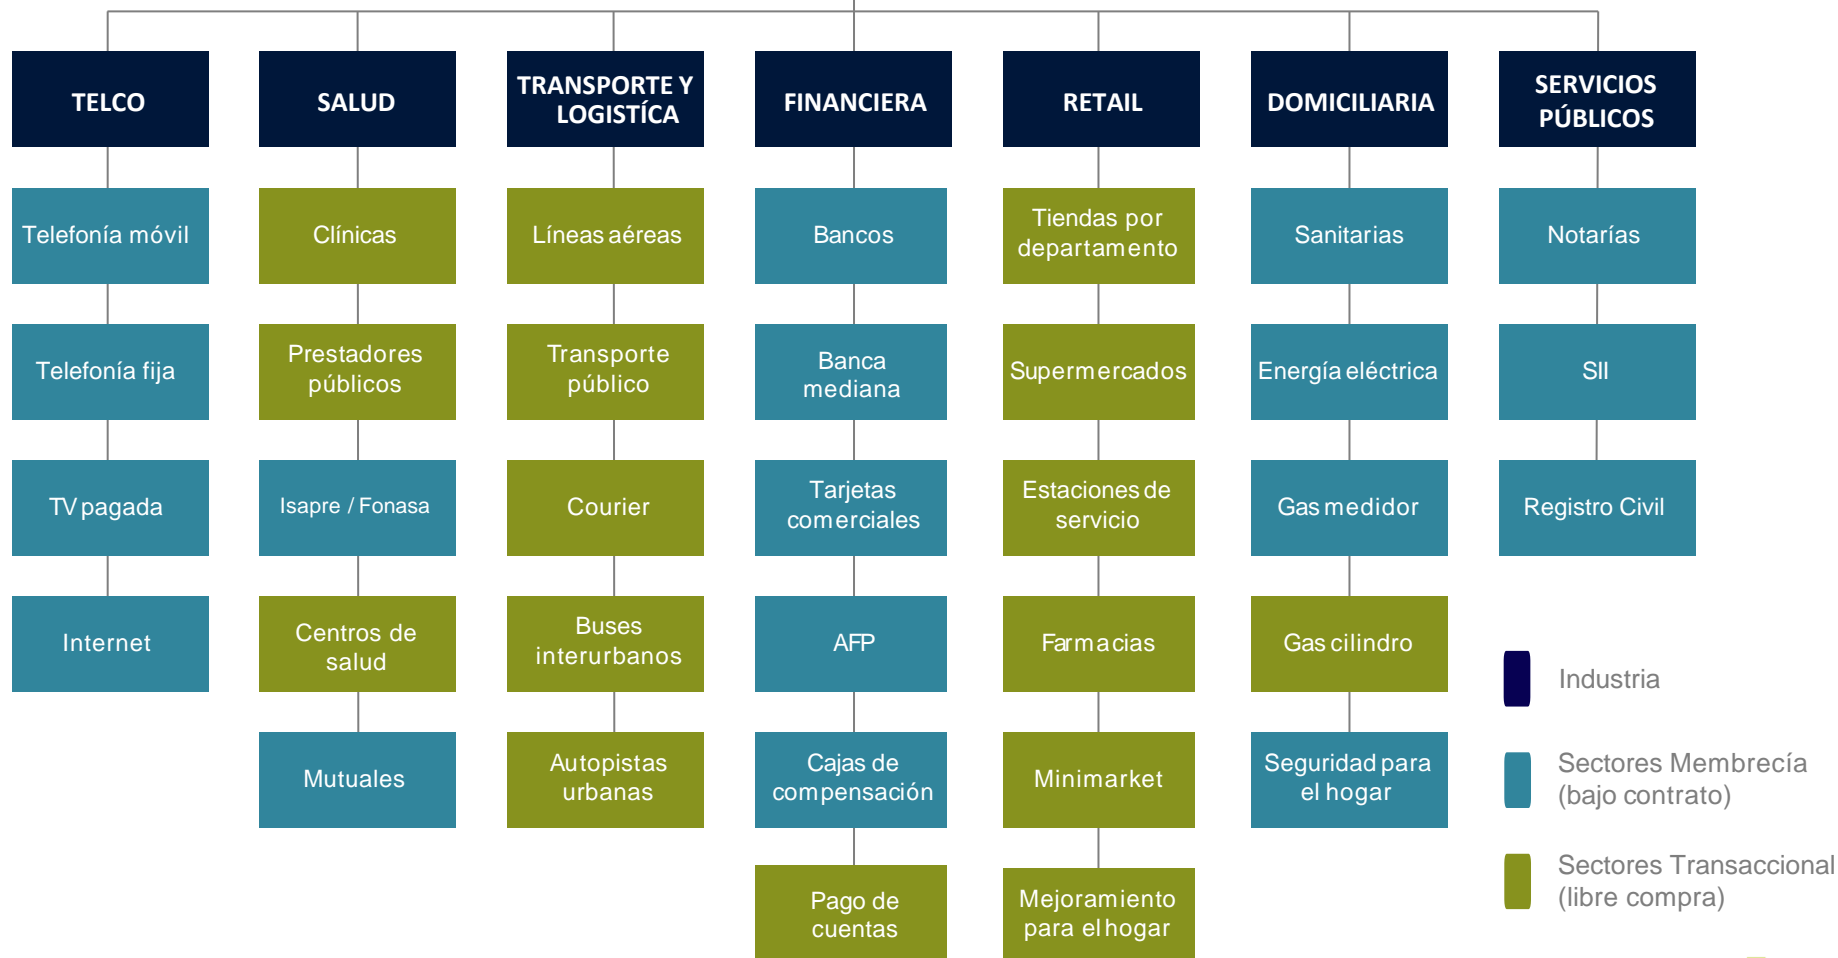 TELCO
SALUD
TRANSPORTE Y
LOGISTÍCA
FINANCIERA
RETAIL
DOMICILIARIA
SERVICIOS
PÚBLICOS
Telefonía móvil
Clínicas
Líneas aéreas
Bancos
Tiendas por
departamento
Sanitarias
Notarías
Telefonía fija
Prestadores
públicos
Transporte
público
Banca
mediana
Supermercados
Energía eléctrica
SII
TV pagada
Isapre / Fonasa
Courier
Tarjetas
comerciales
Estaciones de
servicio
Gas medidor
Registro Civil
Internet
Centros de
salud
Buses
interurbanos
AFP
Farmacias
Gas cilindro
Mutuales
Autopistas
urbanas
Cajas de
compensación
Minimarket
Seguridad para
el hogar
Pago de
cuentas
Mejoramiento
para el hogar
Industria
Sectores Membrecía
(bajo contrato)
Sectores Transaccional
(libre compra)